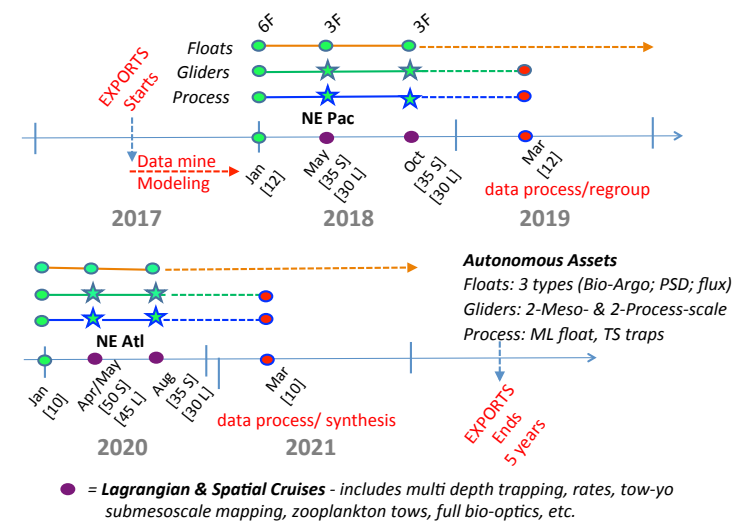 6F 3F 3F
Floats
Gliders
Process
EXPORTS
Starts
NE Pac
Data mine
Modeling
Jan
[12]
May
[35 S]
[30 L]
Oct
[35 S]
[30 L]
Mar
[12]
data process/regroup
2017 2018 2019
Autonomous Assets
Floats: 3 types (Bio-Argo; PSD; flux)
Gliders: 2-Meso- & 2-Process-scale
Process: ML float, TS traps
NE Atl
Jan
[10]
Apr/May
[50 S]
[45 L]
Aug
[35 S]
[30 L]
Mar
[10]
data process/ synthesis
EXPORTS
Ends
5 years
2020 2021
= Lagrangian & Spatial Cruises - includes multi depth trapping, rates, tow-yo
submesoscale mapping, zooplankton tows, full bio-optics, etc.